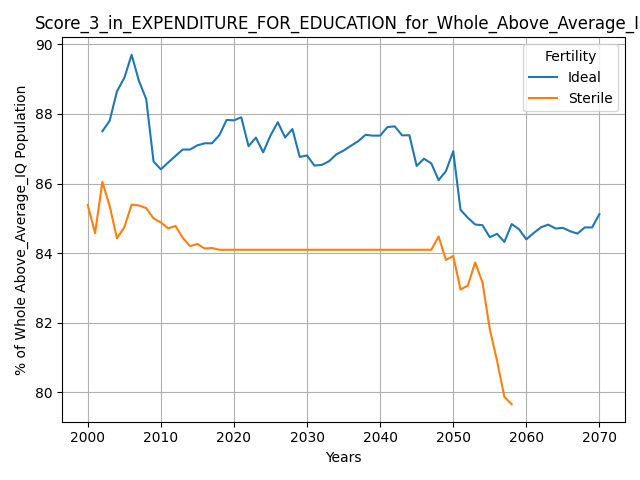 Score_3_in_EXPENDITURE_FOR_EDUCATION_for_Whole_Above_Average_I
90
88
86
84
82
80
% of Whole Above_Average_IQ Population
Fertility
Ideal
Sterile
2000 2010 2020 2030 2040 2050 2060 2070
Years